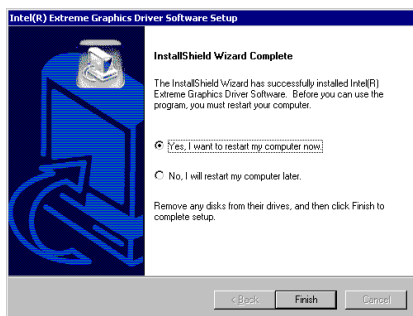 Intel(R) Extreme Graphics Driver Software Setup
InstallShield Wizard Complete
The InstallShield Wizard has successfully installed Intel(R)
Extreme Graphics Driver Software. Before you can use the
program, you must restart your computer.
Yes, I want to restart my computer now.
No, I will restart my computer later.
Remove any disks from their drives, and then click Finish to
complete setup.
< Back
Finish
Cancel